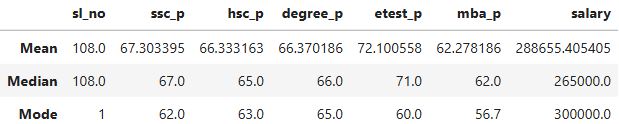 sl_no ssc_p hsc_p degree_p etest_p mba_p salary
Mean 108.0 67.303395 66.333163 66.370186 72.100558 62.278186 288655.405405
Median 108.0 67.0 65.0 66.0 71.0 62.0 265000.0
Mode 1 62.0 63.0 65.0 60.0 56.7 300000.0